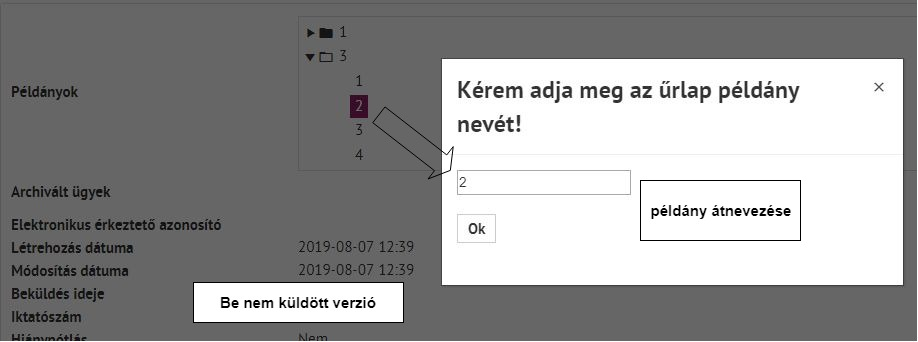 1
3
Példányok
1
2
3
4
Kérem adja meg az űrlap példány
nevét!
×
2
példány átnevezése
Ok
Archivált ügyek
Elektronikus érkeztető azonosító
Létrehozás dátuma 2019-08-07 12:39
Módosítás dátuma 2019-08-07 12:39
Beküldés ideje
Be nem küldött verzió
Iktatószám
Hiánypótlás Nem